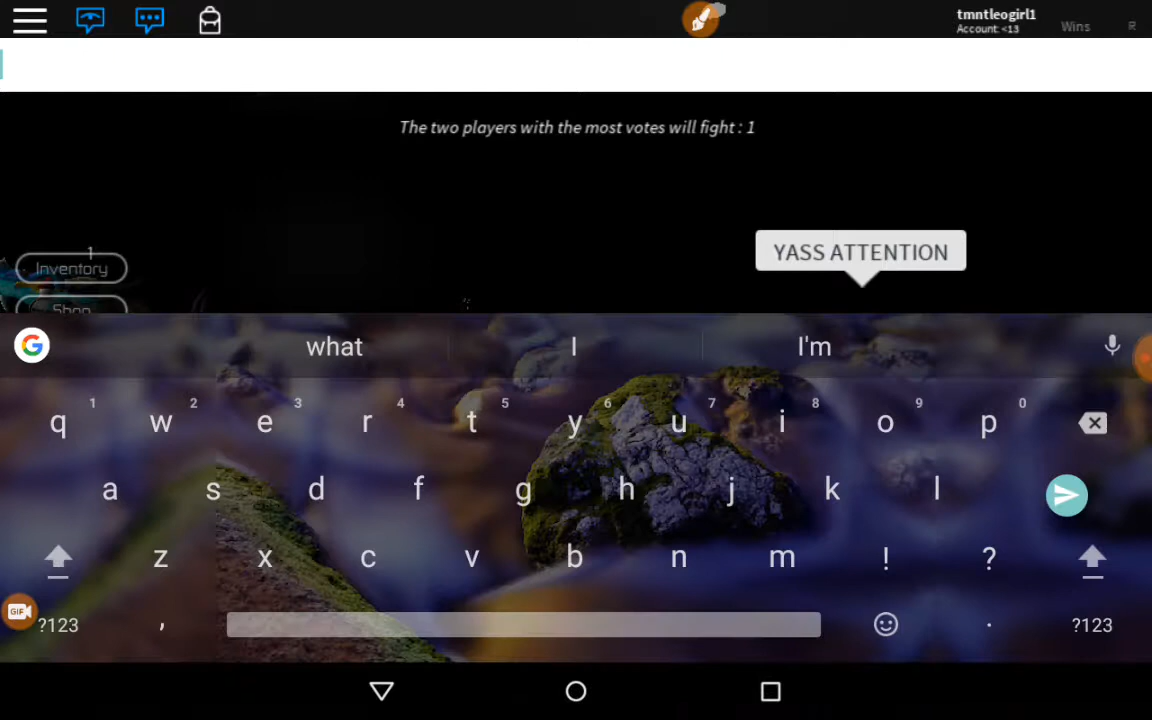 tmntleogirl1
Account: <13
Wins
The two players with the most votes will fight : 1
YASS ATTENTION
1
Inventory
Shop
G
what I I'm
1 2 3 4 5 6 7 8 9 0
q w e r t y u i o p
a s d f g h j k l
z x c v b n m ! ?
GIF
?123 , . ?123